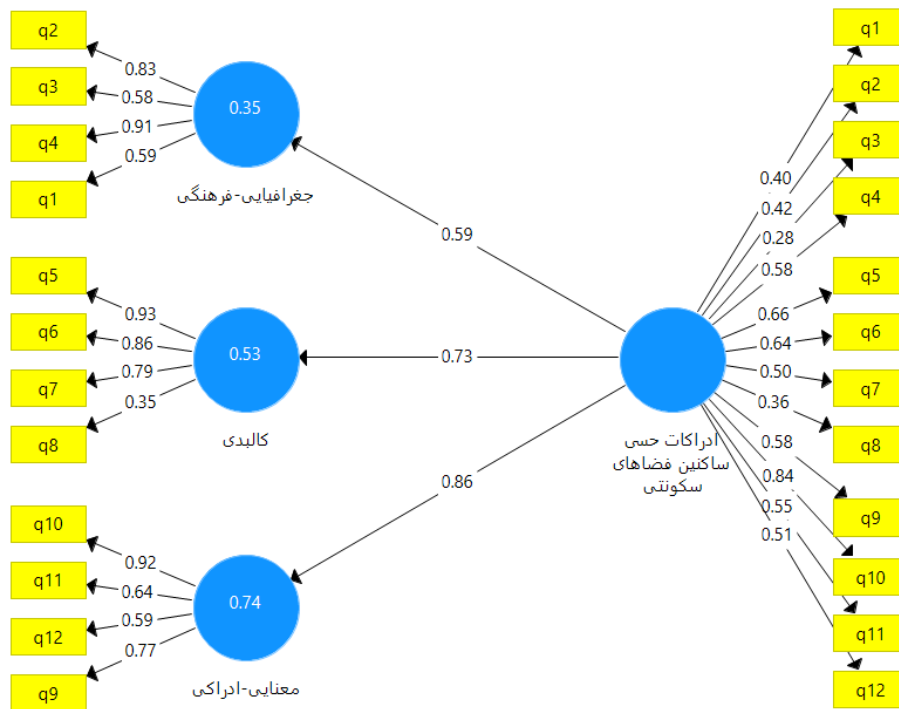 q2
q3
q4
q1
0.83
0.58
0.91
0.59
0.35
جغرافیایی-فرهنگی
q5
q6
q7
q8
0.93
0.86
0.79
0.35
0.53
کالبدی
q10
q11
q12
q9
0.92
0.64
0.59
0.77
0.74
معنایی-ادراکی
0.59
0.73
0.86
ادراکات حسی
ساکنین فضاهای
سکونتی
0.40
0.42
0.28
0.58
0.66
0.64
0.50
0.36
0.58
0.84
0.55
0.51
q1
q2
q3
q4
q5
q6
q7
q8
q9
q10
q11
q12